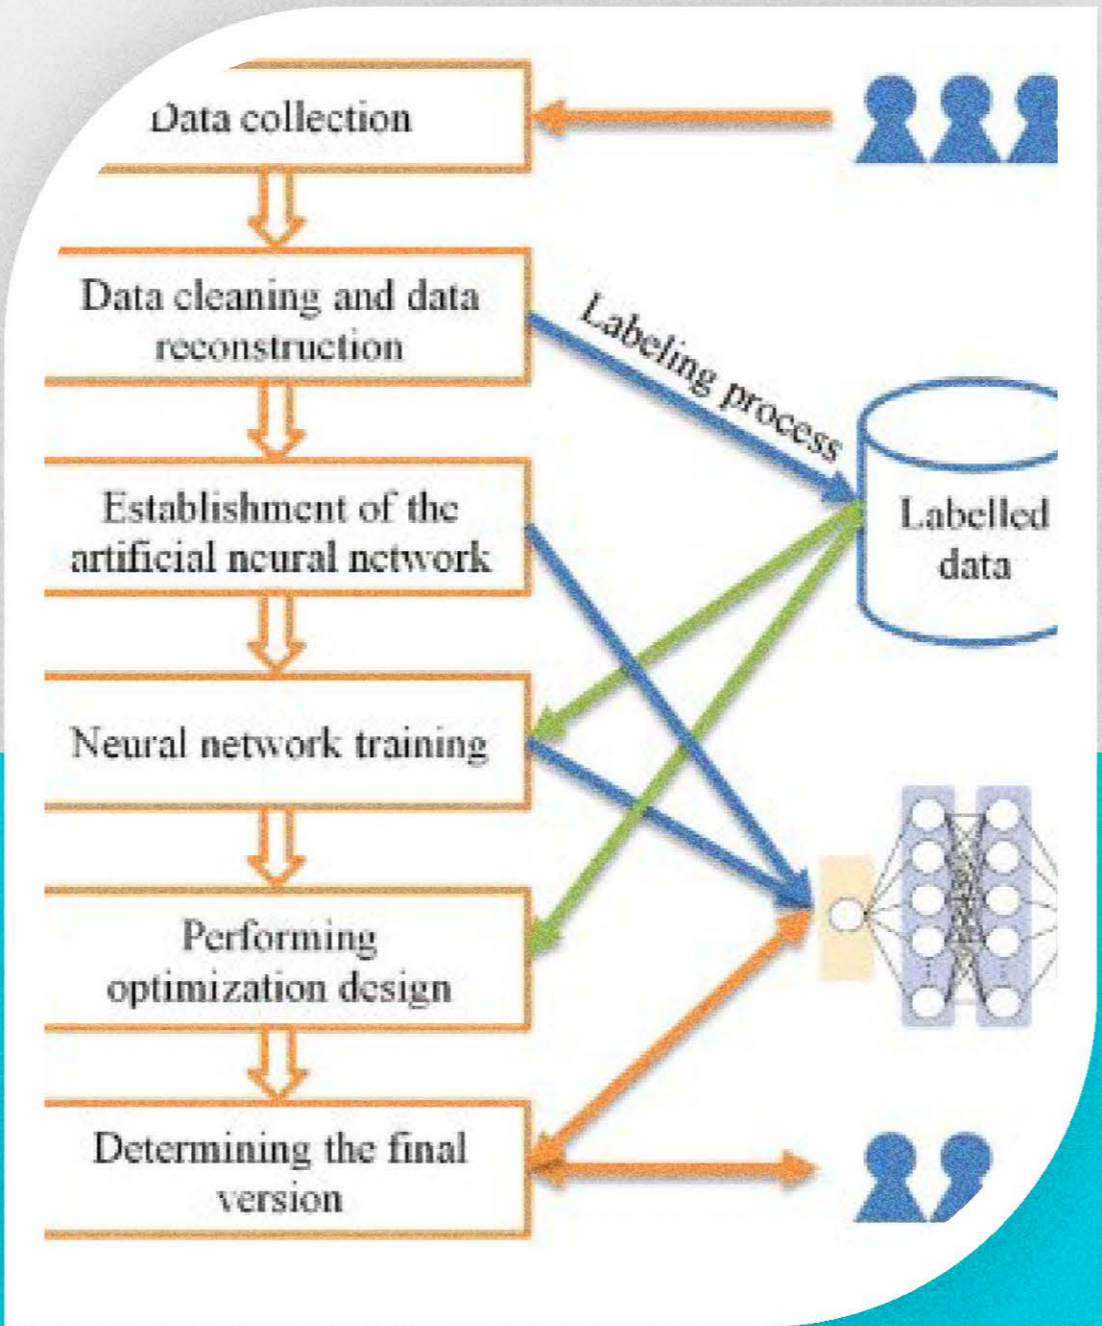 Data collection
Data cleaning and data
reconstruction
Labeling process
Labelled
data
Establishment of the
artificial neural network
Neural network training
Performing
optimization design
Determining the final
version